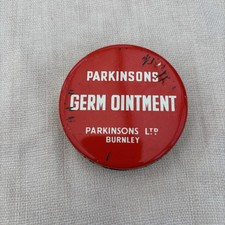 PARKINSONS
GERM OINTMENT
PARKINSONS LTD
BURNLEY